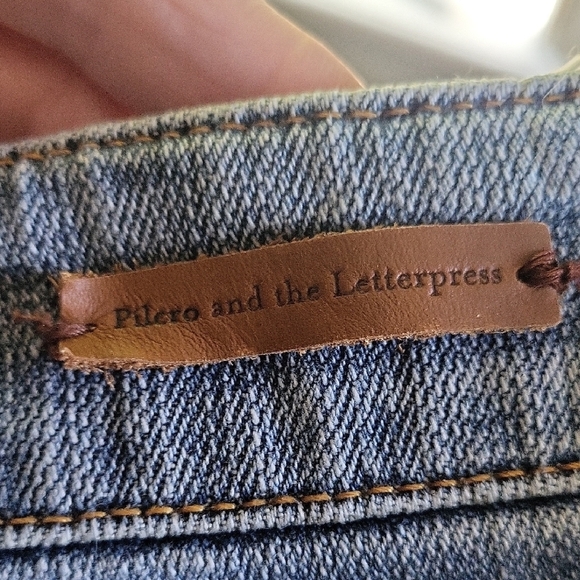 Pilcro and the Letterpress